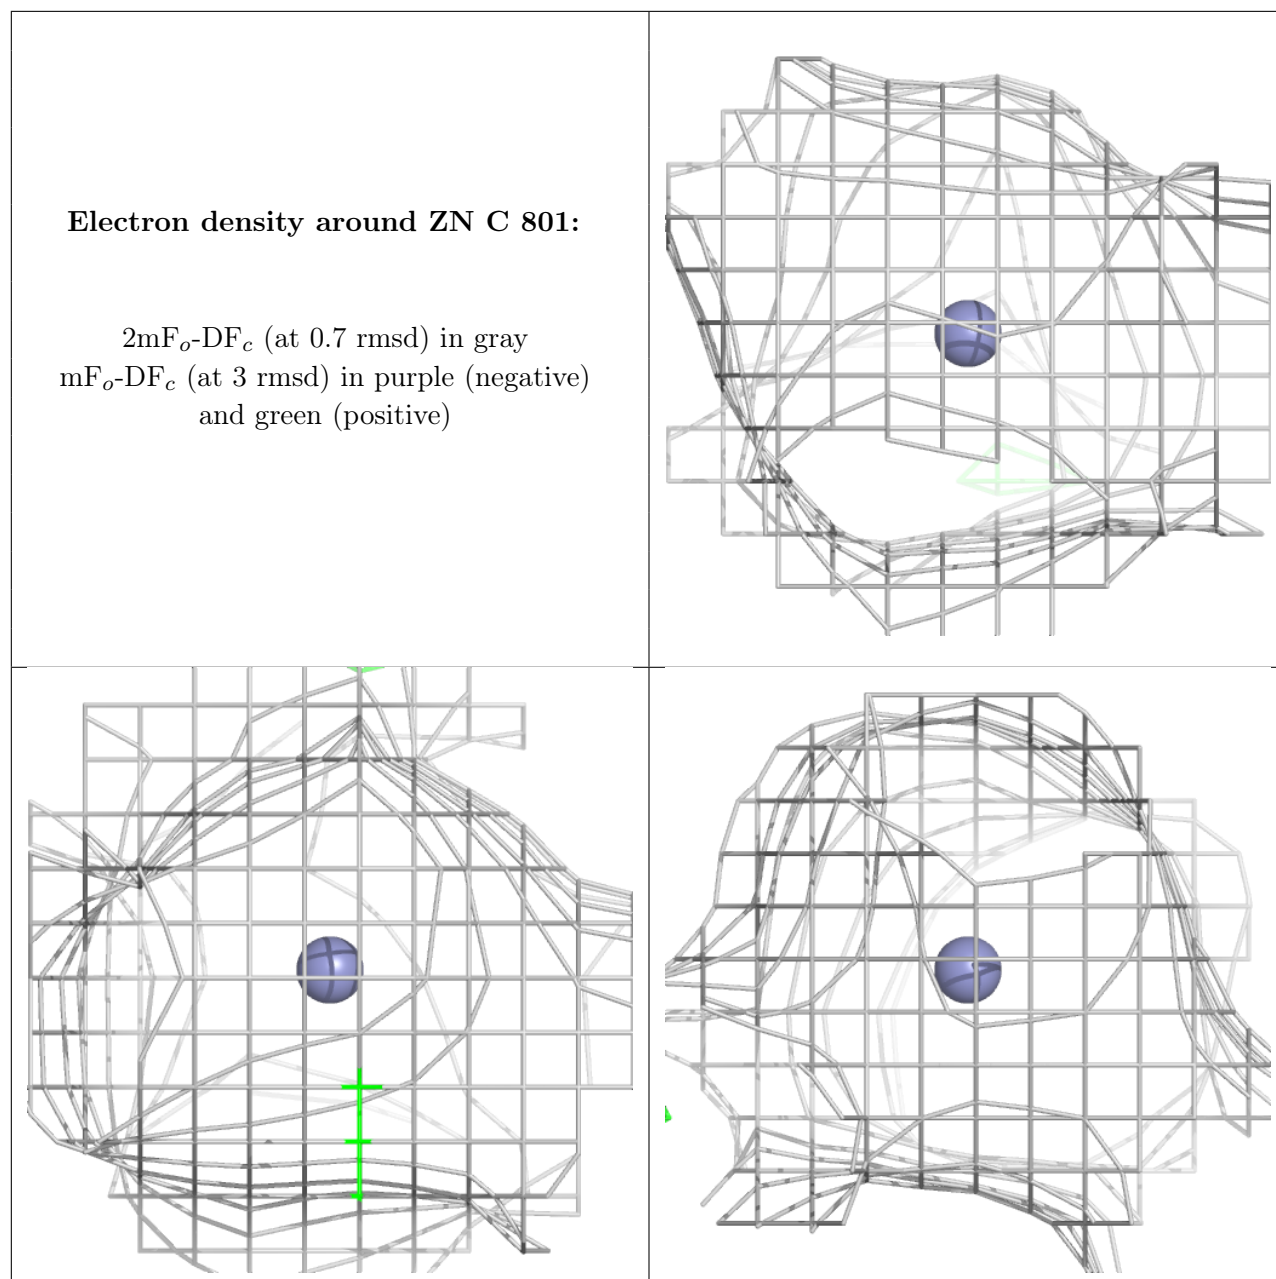 Electron density around ZN C 801:
2mFo-DFc (at 0.7 rmsd) in gray
mFo-DFc (at 3 rmsd) in purple (negative)
and green (positive)